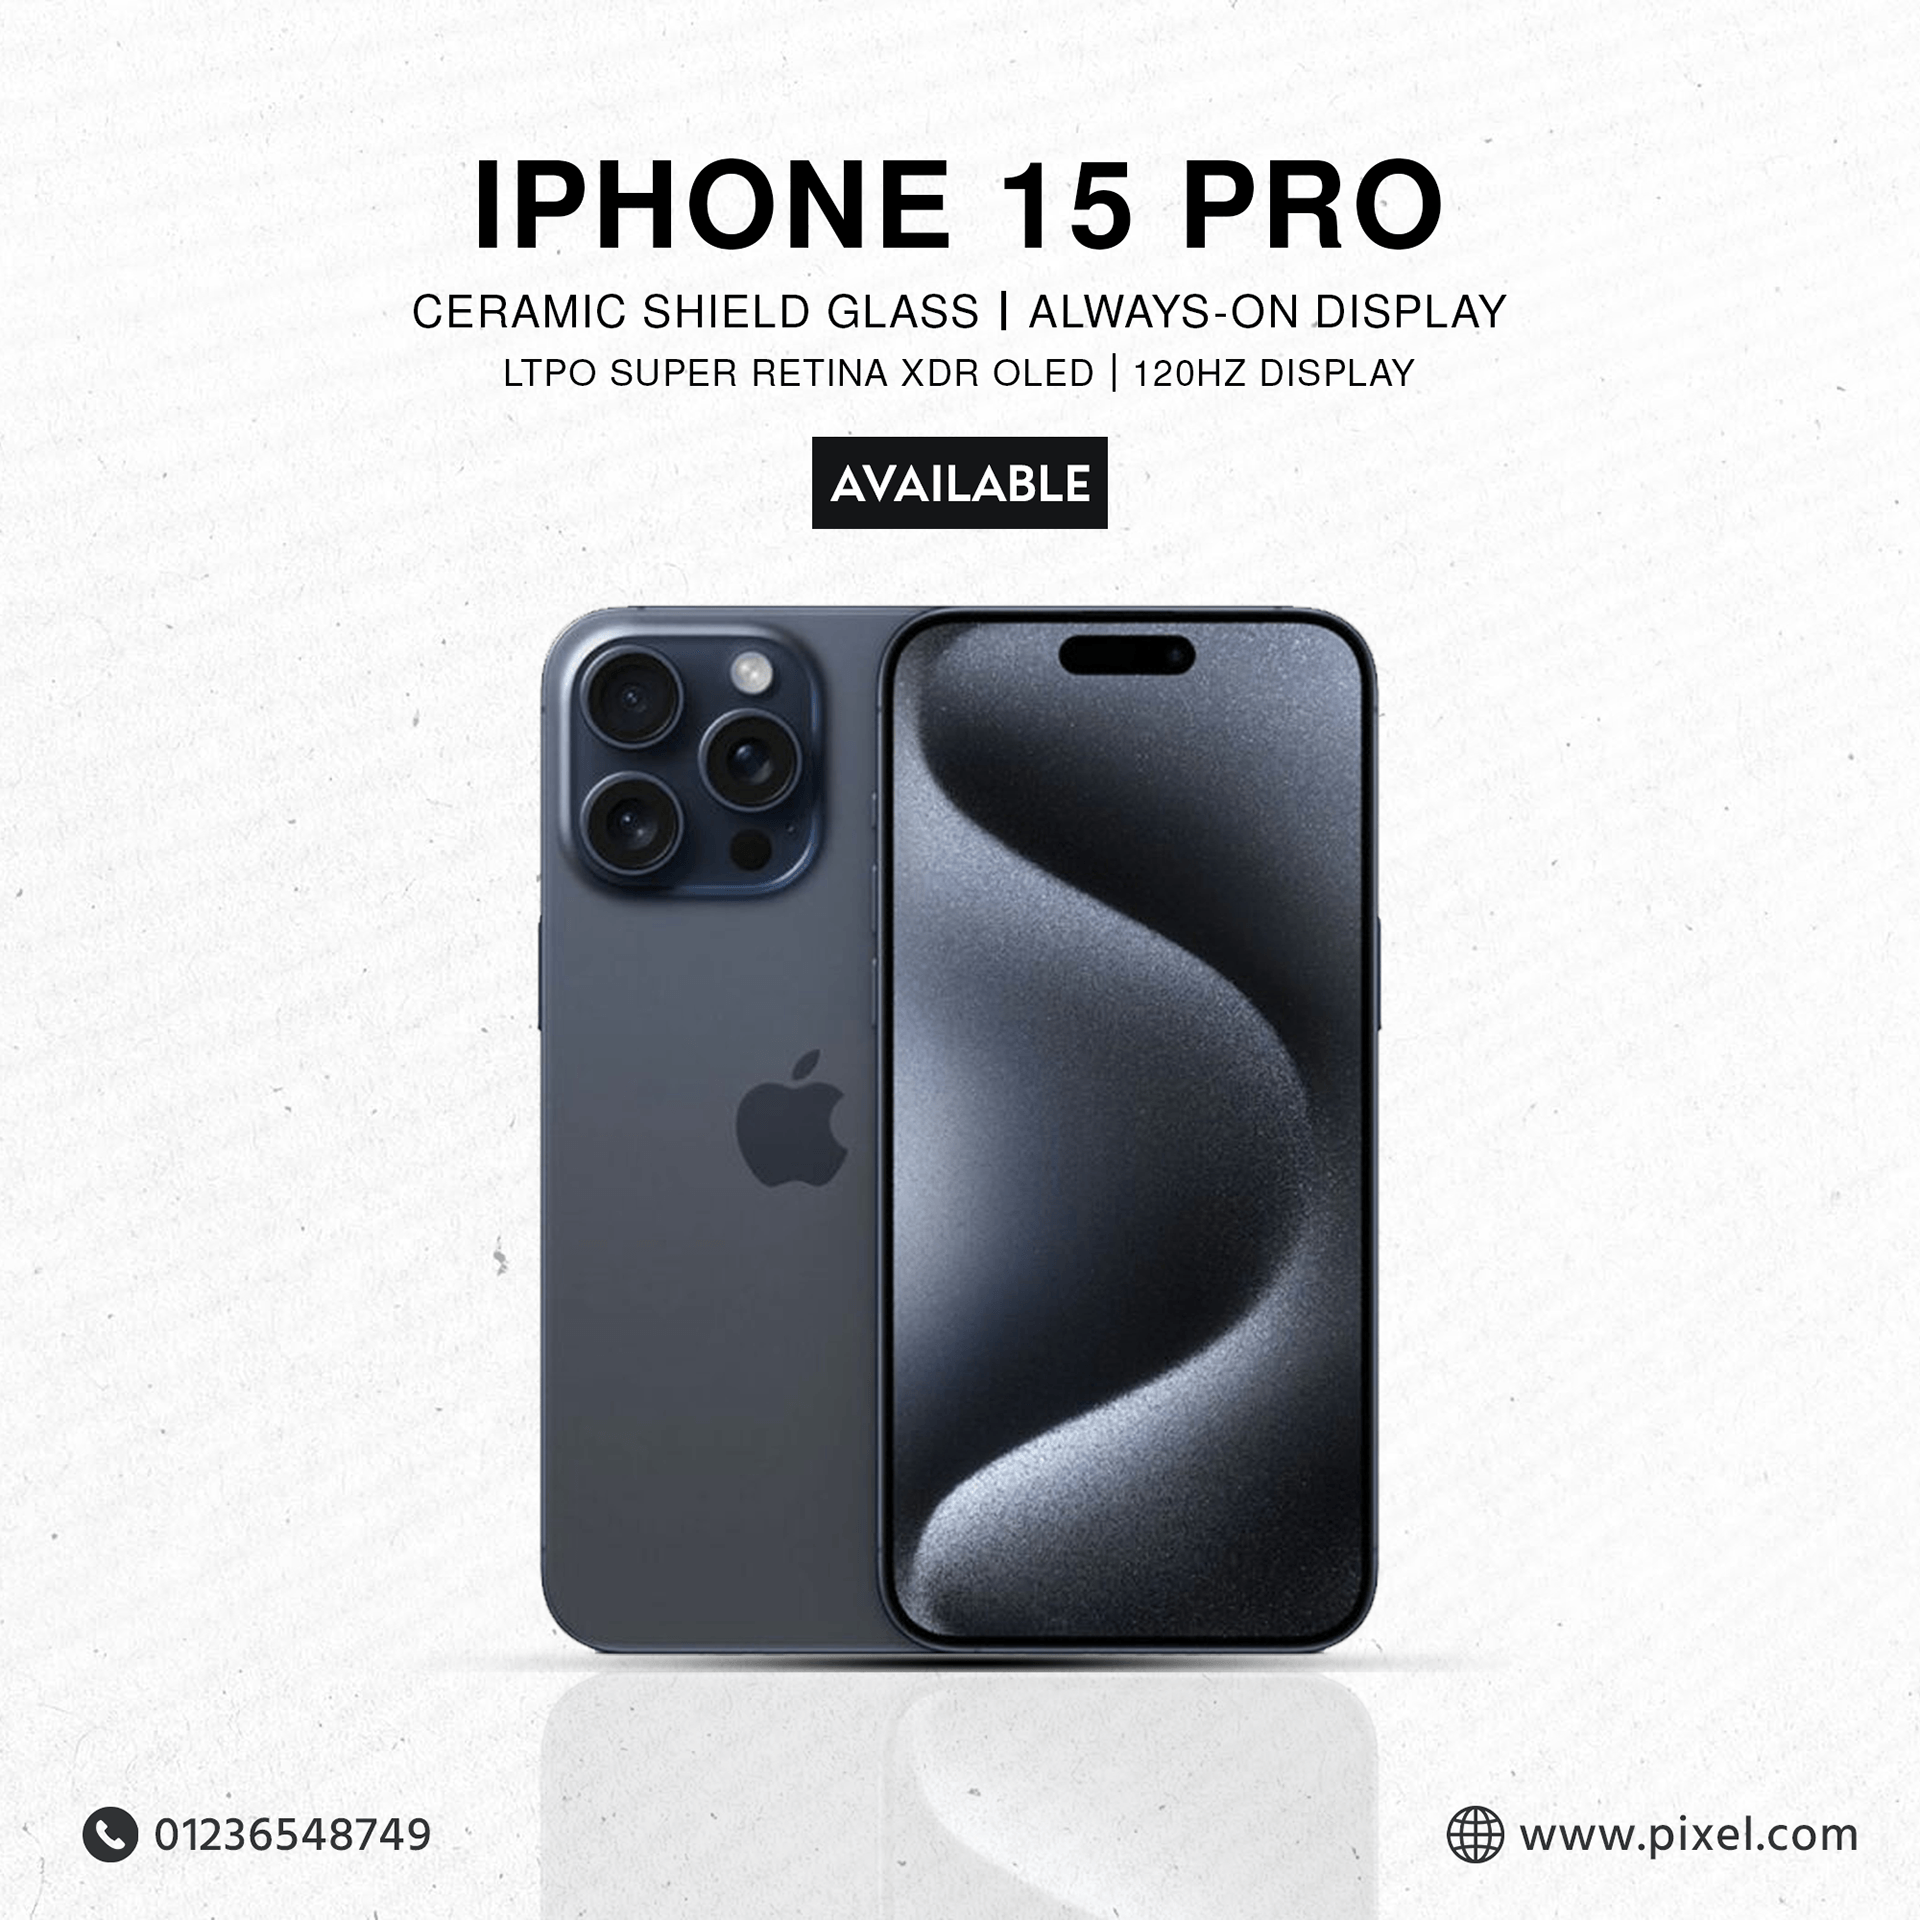 IPHONE 15 PRO
CERAMIC SHIELD GLASS | ALWAYS-ON DISPLAY
LTPO SUPER RETINA XDR OLED | 120HZ DISPLAY
AVAILABLE
01236548749
www.pixel.com